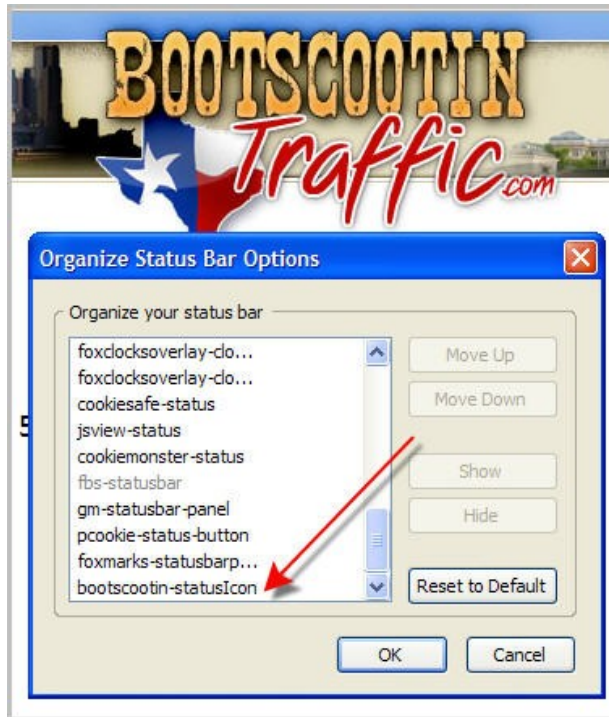 BOOTSCOOTIN
Traffic.com
Organize Status Bar Options
Organize your status bar
foxclocksoverlay-clo...
foxclocksoverlay-clo...
cookiesafe-status
jsview-status
cookiemonster-status
fbs-statusbar
gm-statusbar-panel
pcookie-status-button
foxmarks-statusbarp...
bootscootin-statusIcon
Move Up
Move Down
Show
Hide
Reset to Default
OK
Cancel